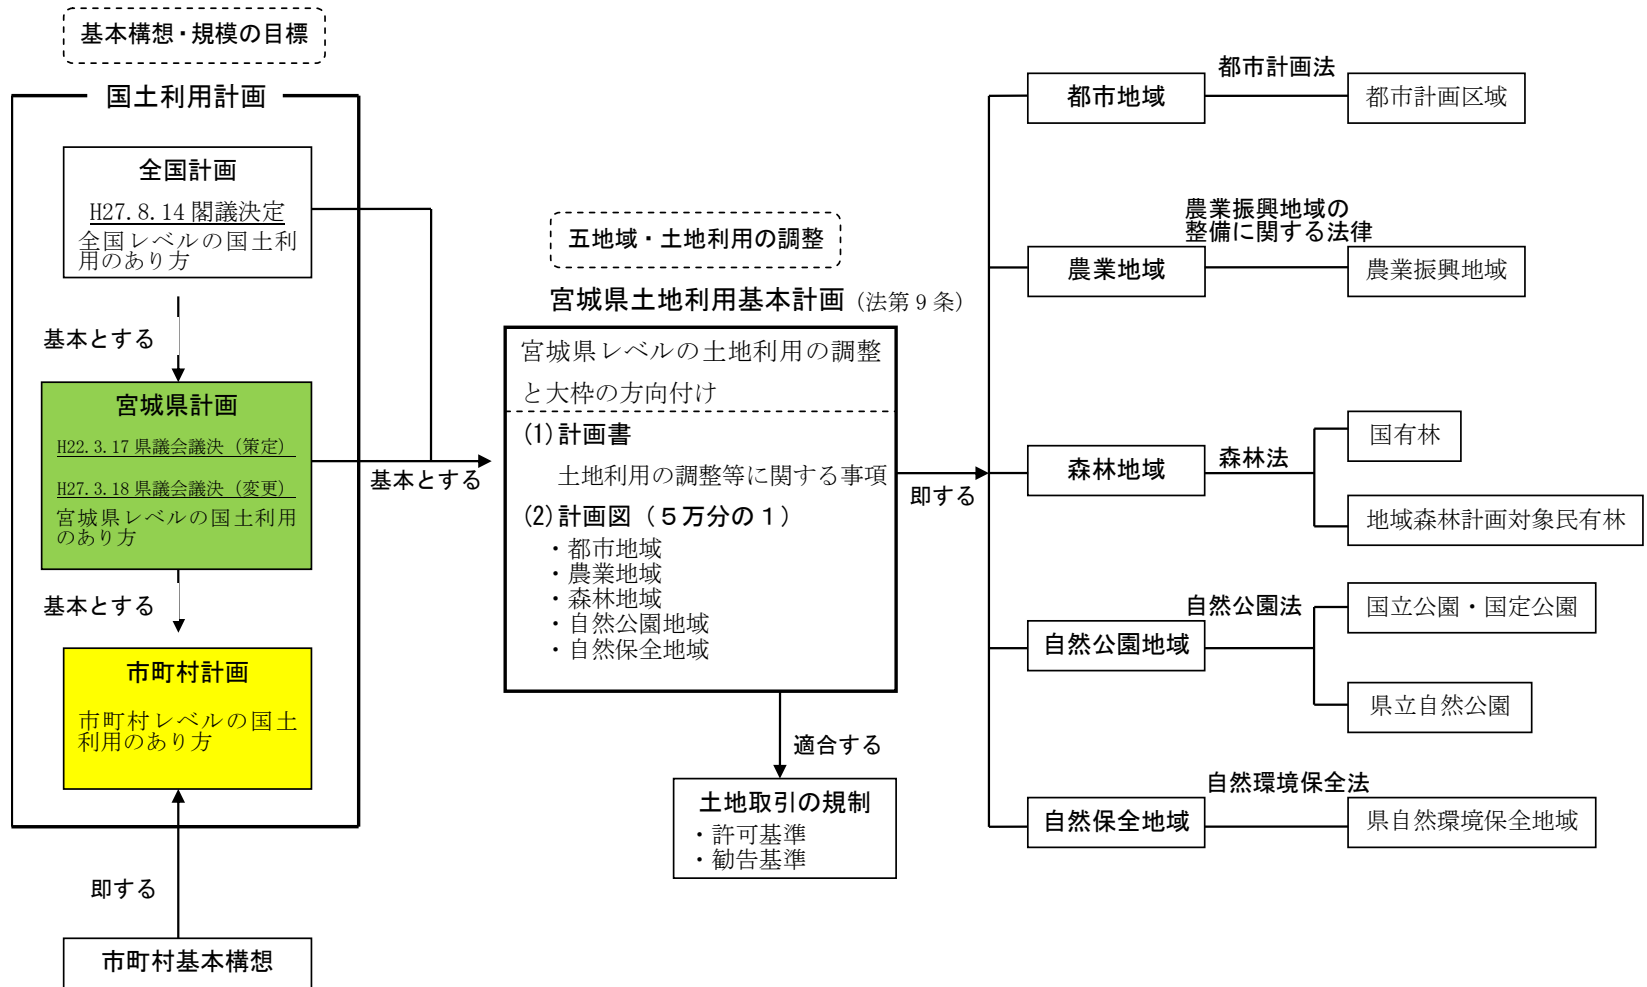 基本構想・規模の目標
国土利用計画
全国計画
H27.8.14 閣議決定
全国レベルの国土利
用のあり方
基本とする
宮城県計画
H22.3.17 県議会議決（策定）
H27.3.18 県議会議決（変更）
宮城県レベルの国土利用
のあり方
基本とする
市町村計画
市町村レベルの国土
利用のあり方
即する
市町村基本構想
基本とする
五地域・土地利用の調整
宮城県土地利用基本計画（法第９条）
宮城県レベルの土地利用の調整
と大枠の方向付け
(1)計画書
土地利用の調整等に関する事項
(2)計画図（５万分の１）
・都市地域
・農業地域
・森林地域
・自然公園地域
・自然保全地域
適合する
土地取引の規制
・許可基準
・勧告基準
即する
都市地域
都市計画法
都市計画区域
農業地域
農業振興地域の
整備に関する法律
農業振興地域
森林地域
森林法
国有林
地域森林計画対象民有林
自然公園地域
自然公園法
国立公園・国定公園
県立自然公園
自然保全地域
自然環境保全法
県自然環境保全地域